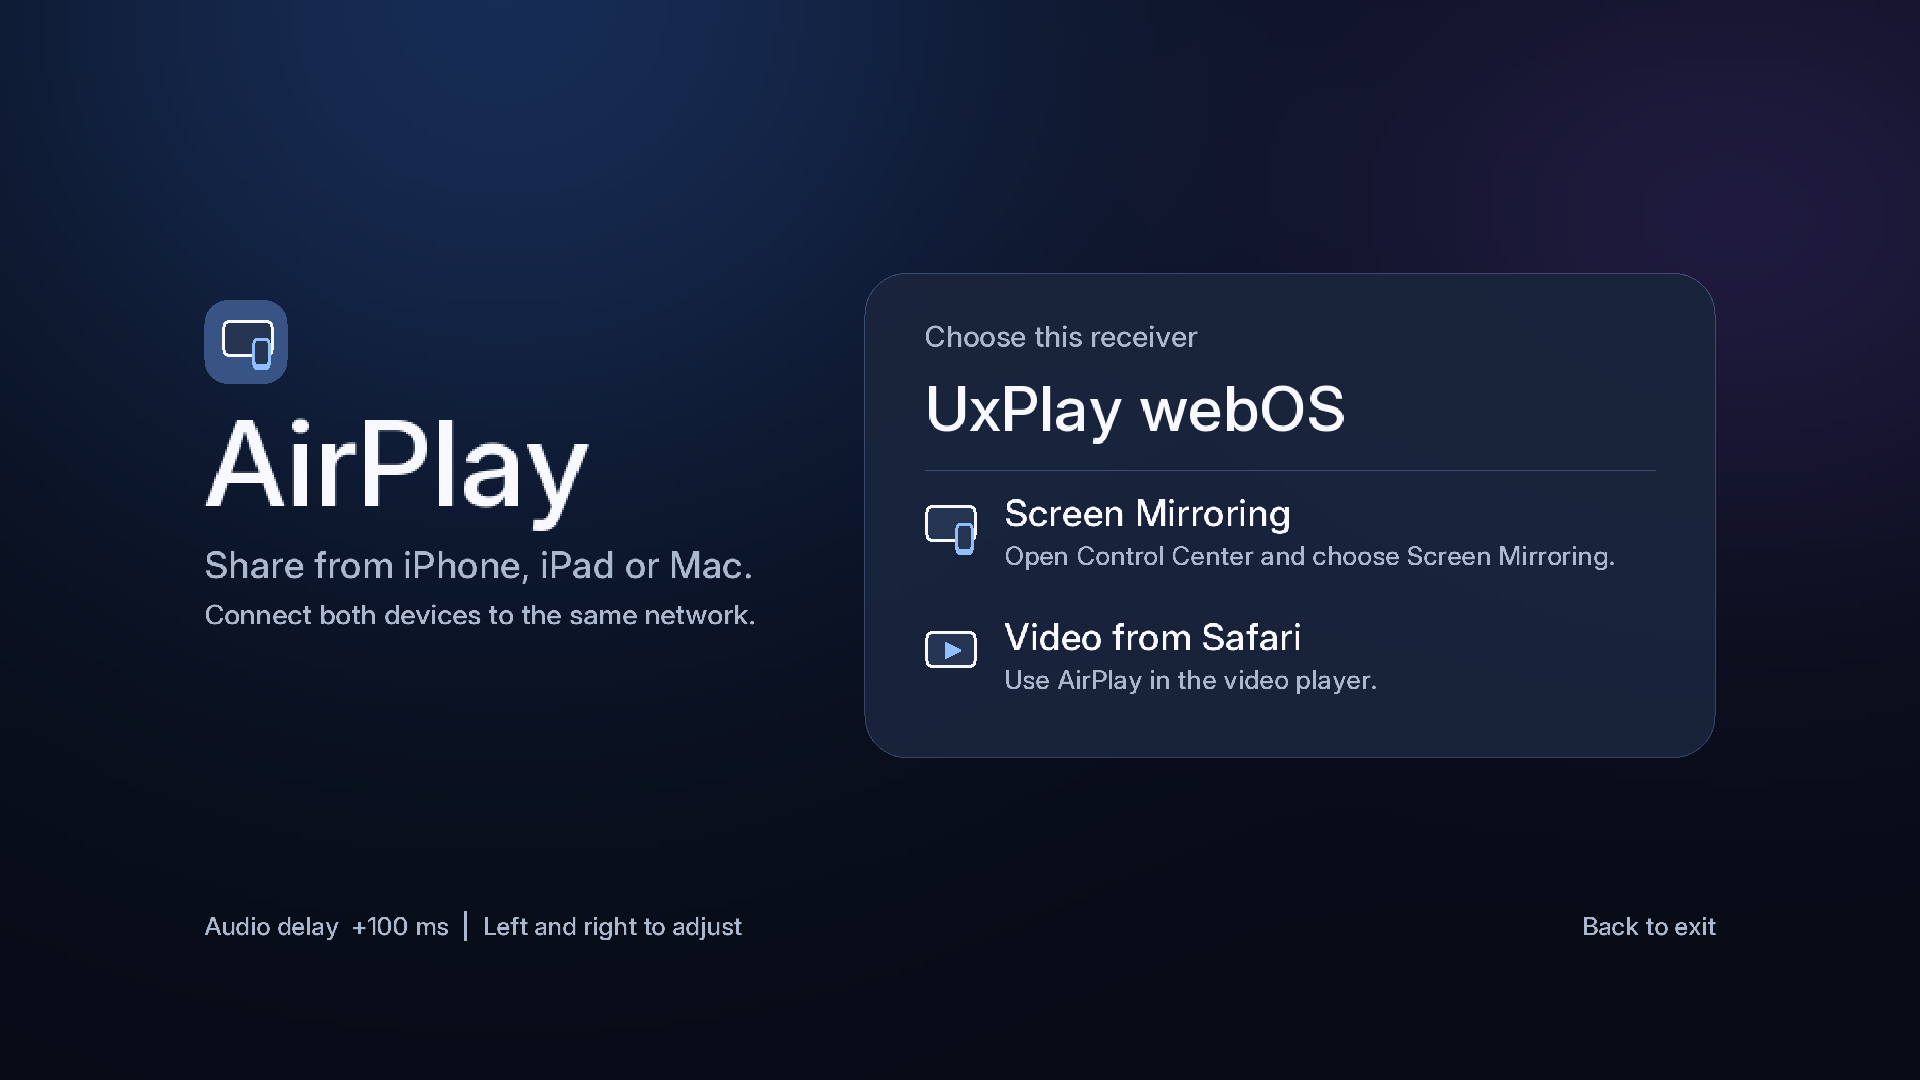 AirPlay
Share from iPhone, iPad or Mac.
Connect both devices to the same network.
Choose this receiver
UxPlay webOS
Screen Mirroring
Open Control Center and choose Screen Mirroring.
Video from Safari
Use AirPlay in the video player.
Audio delay +100 ms | Left and right to adjust
Back to exit